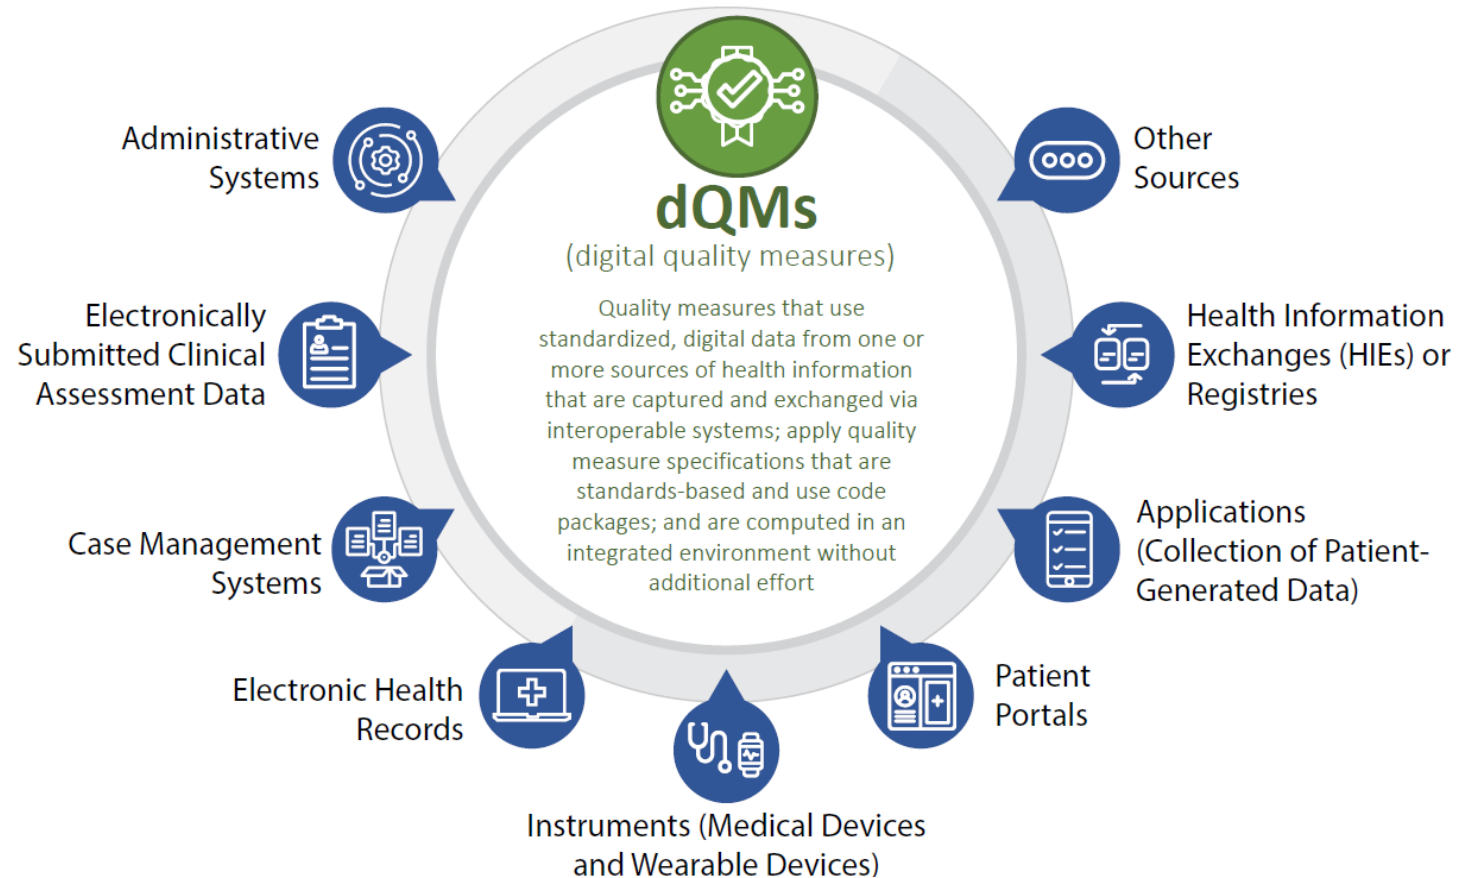 dQMs
(digital quality measures)
Quality measures that use
standardized, digital data from one or
more sources of health information
that are captured and exchanged via
interoperable systems; apply quality
measure specifications that are
standards-based and use code
packages; and are computed in an
integrated environment without
additional effort
Administrative
Systems
Electronically
Submitted Clinical
Assessment Data
Case Management
Systems
Electronic Health
Records
Instruments (Medical Devices
and Wearable Devices)
Patient
Portals
Applications
(Collection of Patient-
Generated Data)
Health Information
Exchanges (HIEs) or
Registries
Other
Sources